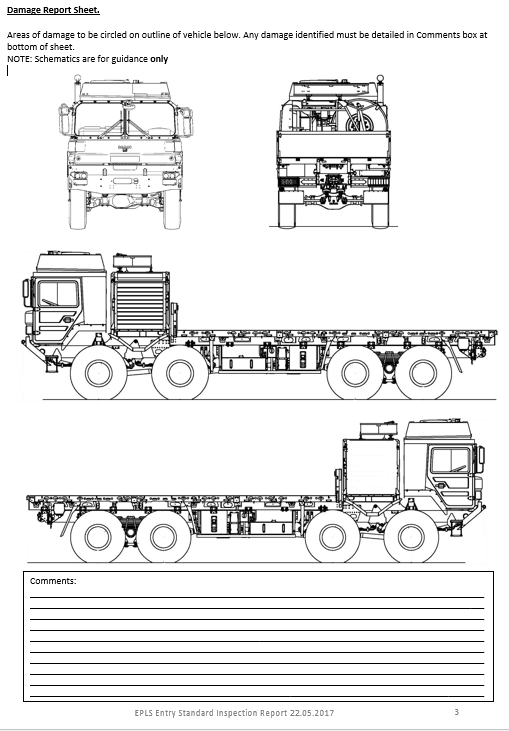 Damage Report Sheet.
Areas of damage to be circled on outline of vehicle below. Any damage identified must be detailed in Comments box at
bottom of sheet.
NOTE: Schematics are for guidance only
Comments:
EPLS Entry Standard Inspection Report 22.05.2017
3